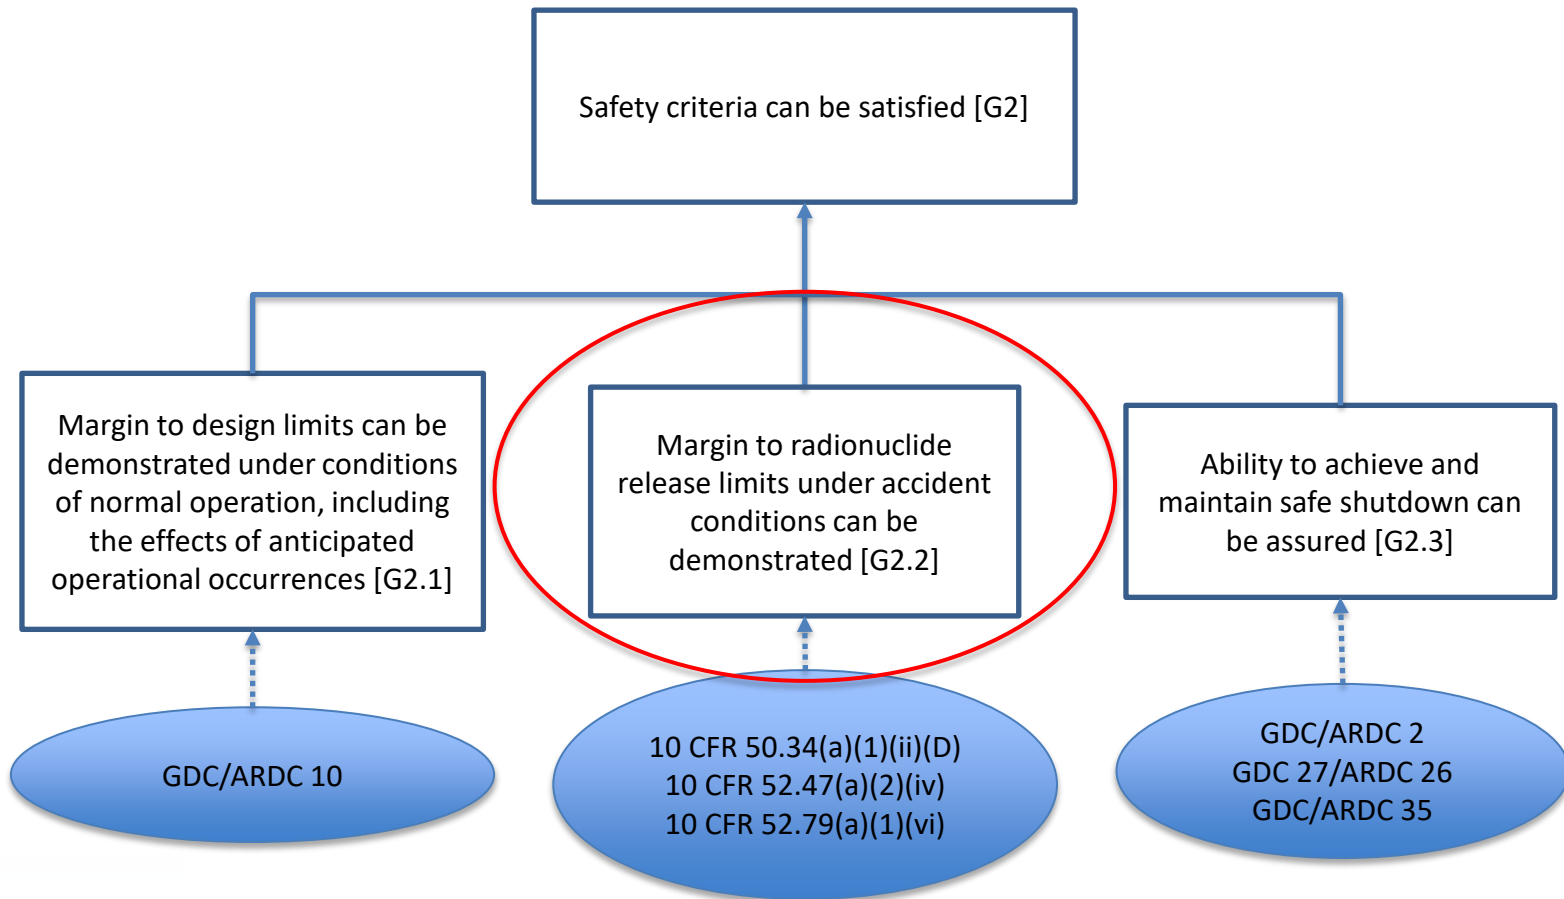 Safety criteria can be satisfied [G2]
Margin to design limits can be
demonstrated under conditions
of normal operation, including
the effects of anticipated
operational occurrences [G2.1]
Margin to radionuclide
release limits under accident
conditions can be
demonstrated [G2.2]
Ability to achieve and
maintain safe shutdown can
be assured [G2.3]
GDC/ARDC 10
10 CFR 50.34(a)(1)(ii)(D)
10 CFR 52.47(a)(2)(iv)
10 CFR 52.79(a)(1)(vi)
GDC/ARDC 2
GDC 27/ARDC 26
GDC/ARDC 35